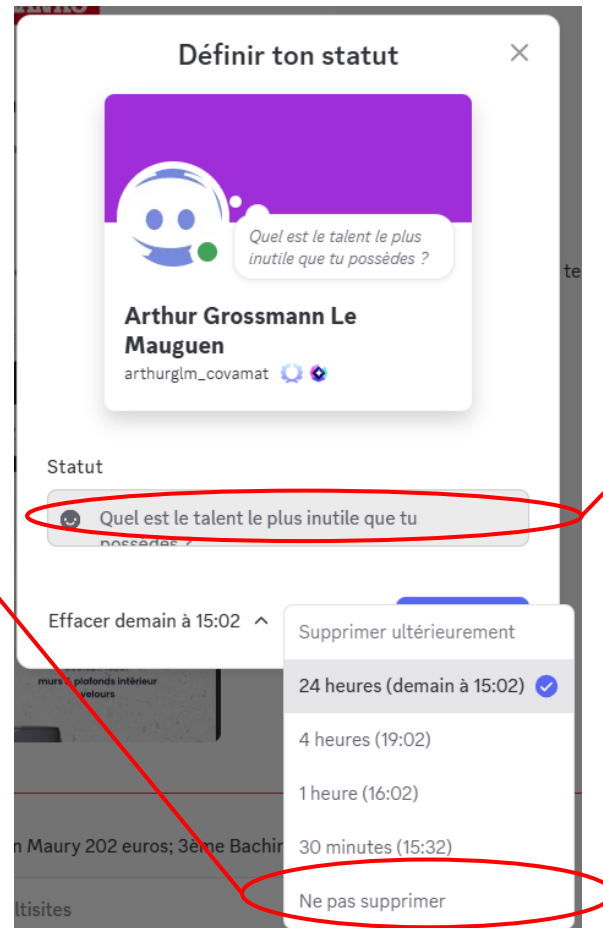 Définir ton statut
Quel est le talent le plus
inutile que tu possèdes ?
te
Arthur Grossmann Le
Mauguen
arthurglm_covamat
Statut
Quel est le talent le plus inutile que tu
possèdes ?
Effacer demain à 15:02
Supprimer ultérieurement
24 heures (demain à 15:02)
murs & plafonds intérieur
velours
4 heures (19:02)
1 heure (16:02)
n Maury 202 euros; 3ème Bachir
30 minutes (15:32)
Ne pas supprimer
ltisites